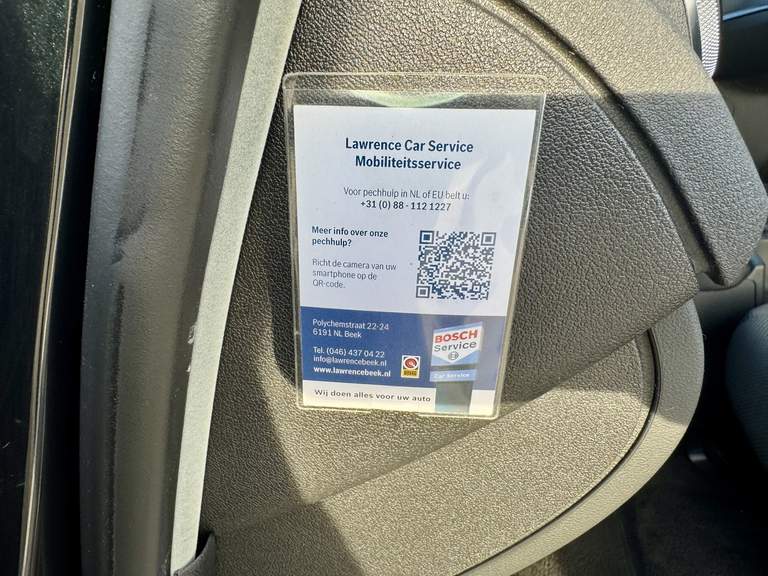 Lawrence Car Service
Mobiliteitsservice
Voor pechhulp in NL of EU belt u:
+31 (0) 88 - 112 1227
Meer info over onze
pechhulp?
Richt de camera van uw
smartphone op de
QR-code.
Polychemstraat 22-24
6191 NL Beek
Tel. (046) 437 04 22
info@lawrencebeek.nl
www.lawrencebeek.nl
BOSCH
Service
Car Service
Wij doen alles voor uw auto